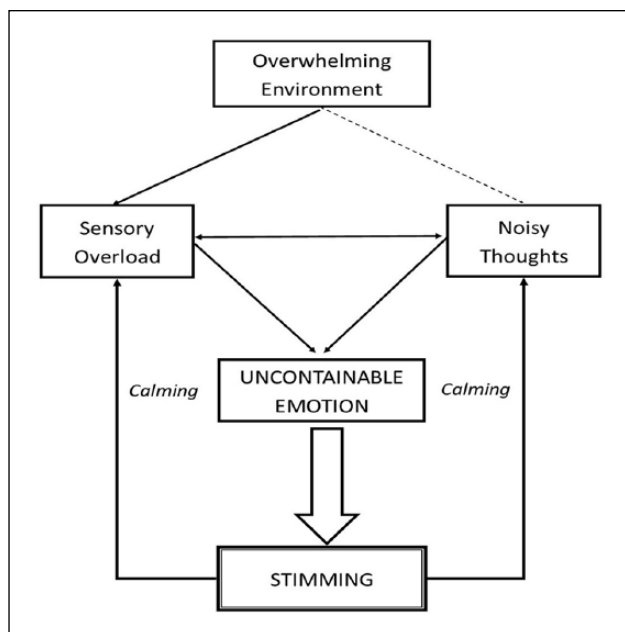 Overwhelming
Environment
Sensory
Overload
Noisy
Thoughts
UNCONTAINABLE
EMOTION
Calming
Calming
STIMMING